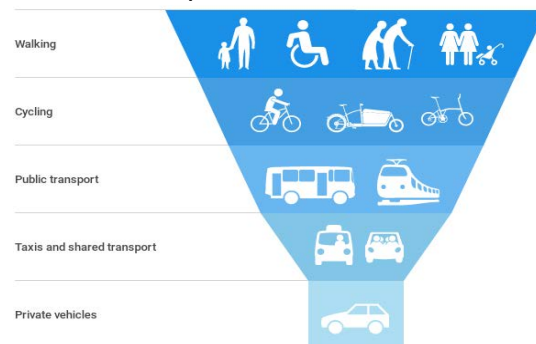 Walking
Cycling
Public transport
Taxis and shared transport
Private vehicles